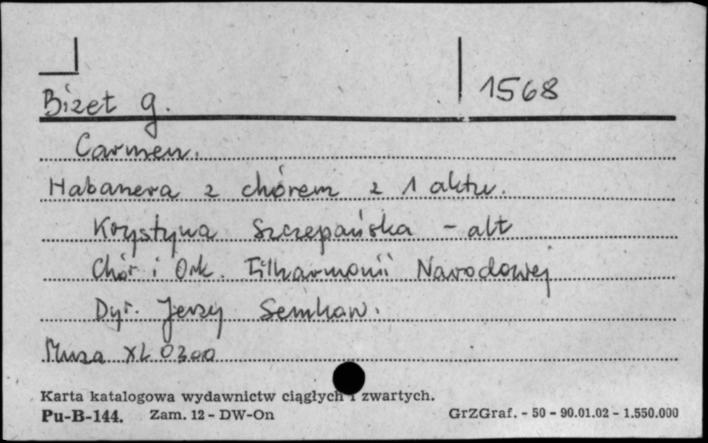 1568
Bizet G.
Carmen.
Habanera z chórem z 1 aktu.
Krystyna Szczepańska - alt
Chór i Ork. Filharmonii Narodowej
Dyr. Jerzy Semkow.
Muza XL 0200
Karta katalogowa wydawnictw ciągłych i zwartych.
Pu-B-144. Zam. 12 - DW-On GrZGraf. - 50 - 90.01.02 - 1.550.000